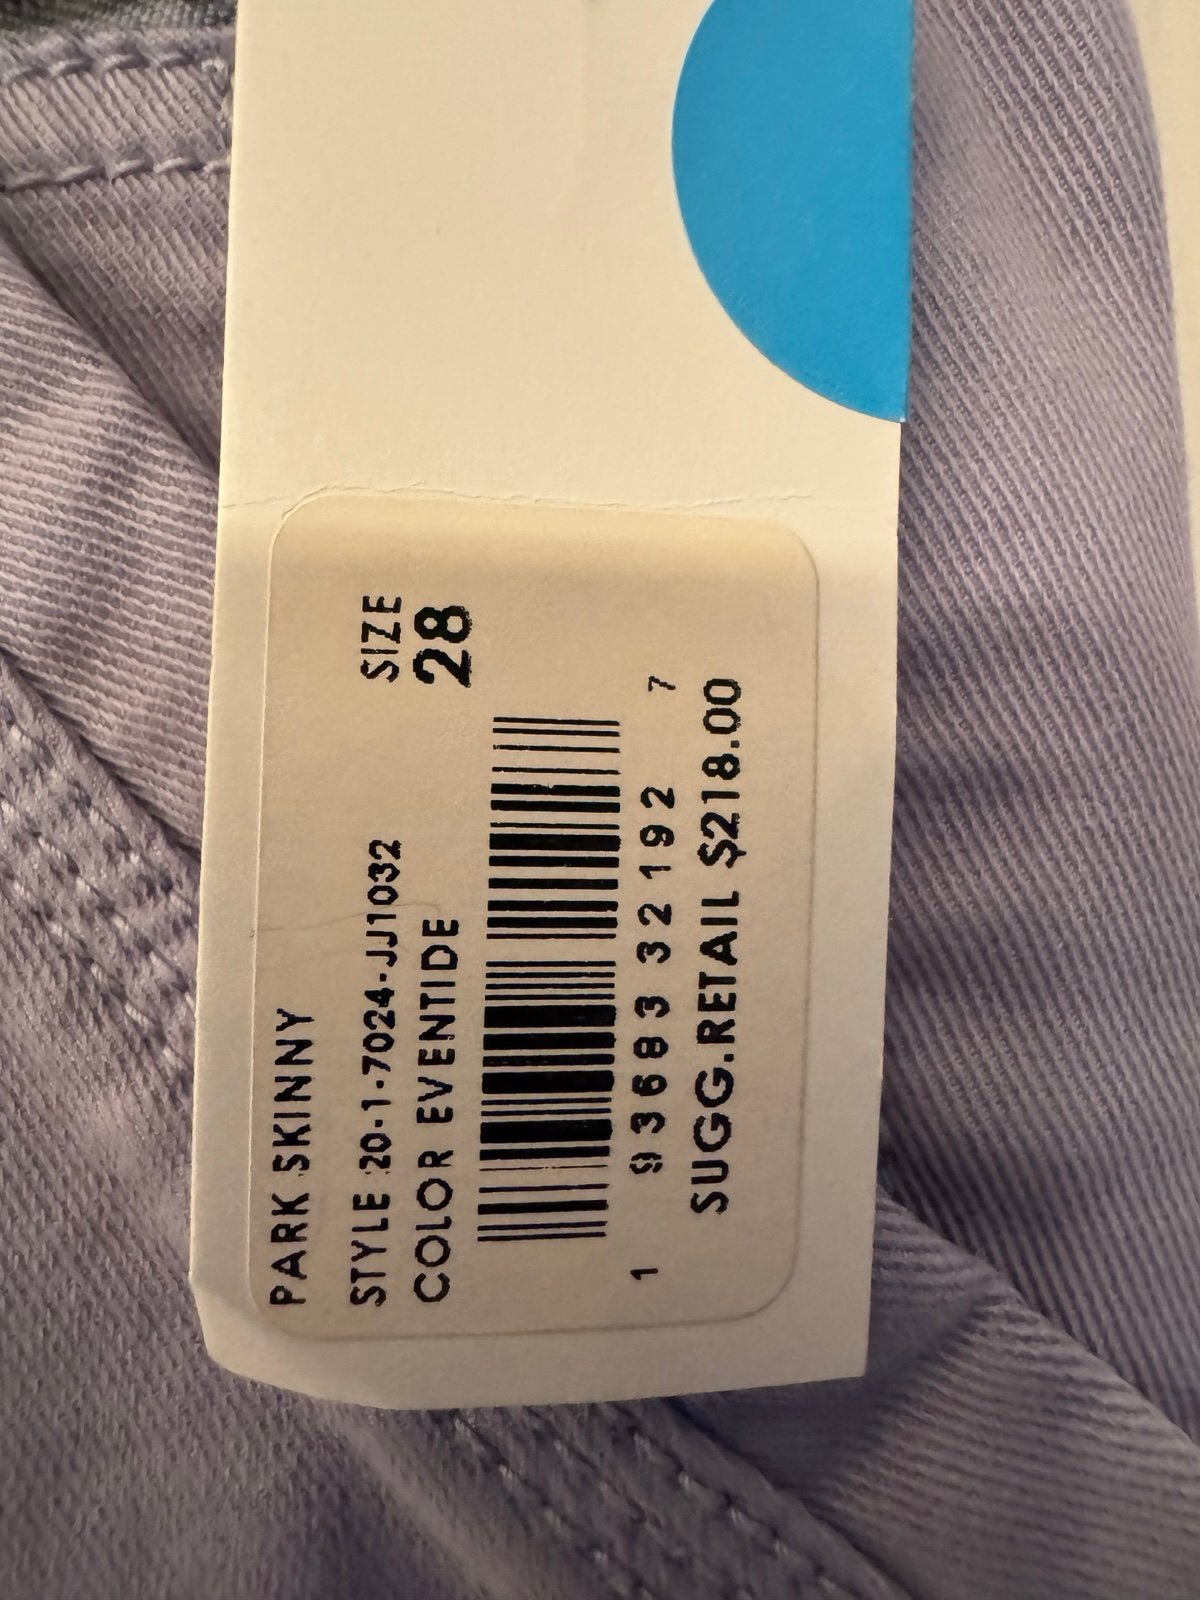 PARK SKINNY
SIZE
STYLE 20-1-7024-JJ1032
28
COLOR EVENTIDE
1 93683 32192 7
SUGG.RETAIL $218.00